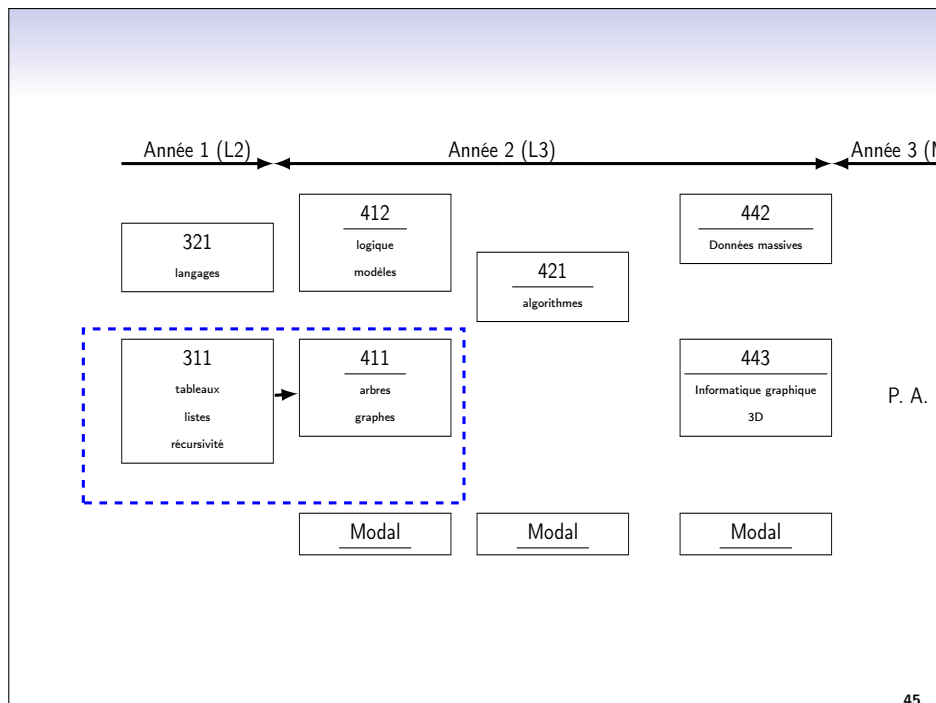 Année 1 (L2)
Année 2 (L3)
Année 3 (
321
langages
412
logique
modèles
421
algorithmes
442
Données massives
311
tableaux
listes
récursivité
411
arbres
graphes
443
Informatique graphique
3D
P. A.
Modal
Modal
Modal
45